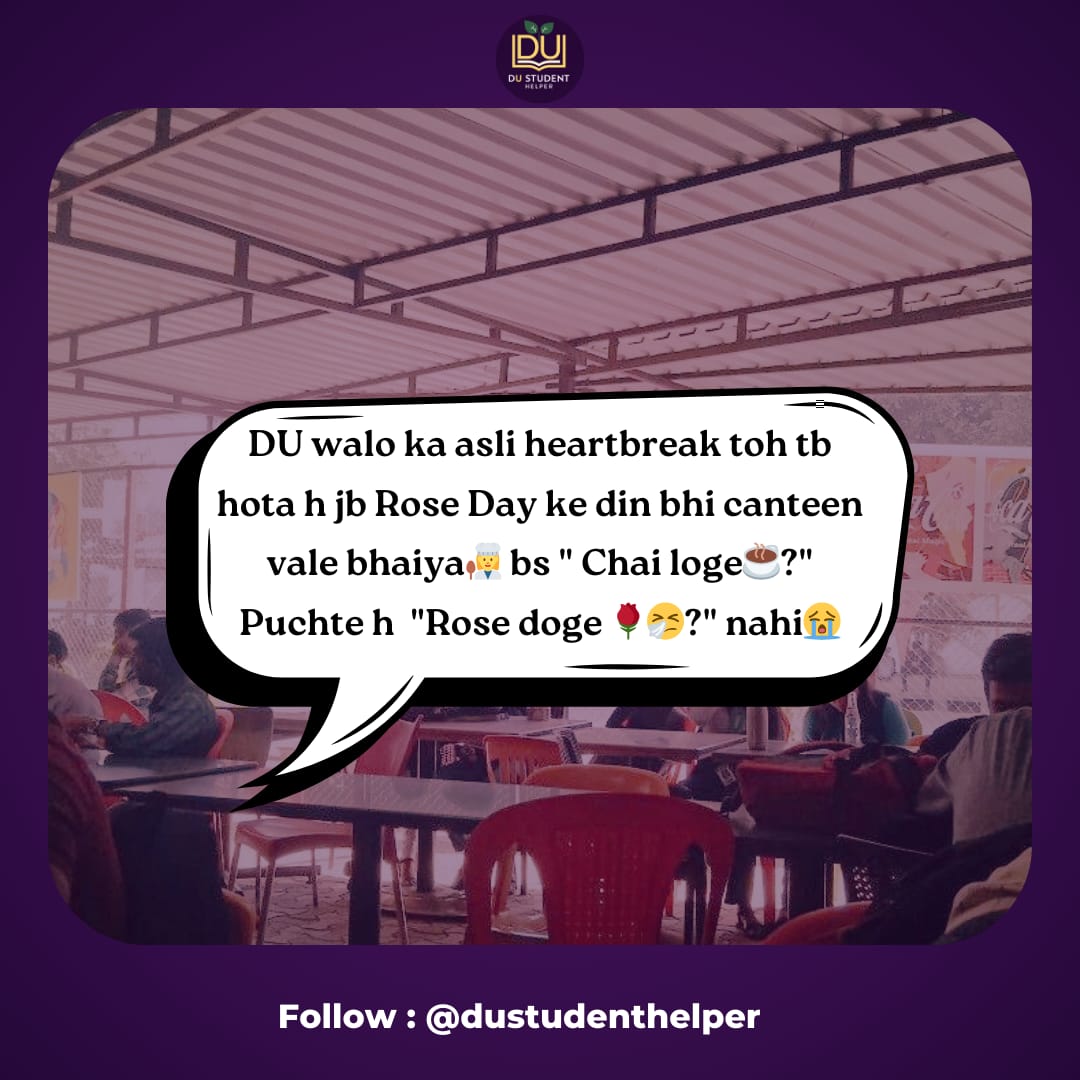 DU
DU STUDENT
HELPER
DU walo ka asli heartbreak toh tb
hota h jb Rose Day ke din bhi canteen
vale bhaiya👩‍🍳 bs " Chai loge☕?"
Puchte h "Rose doge 🌹🤧?" nahi😭
Follow : @dustudenthelper